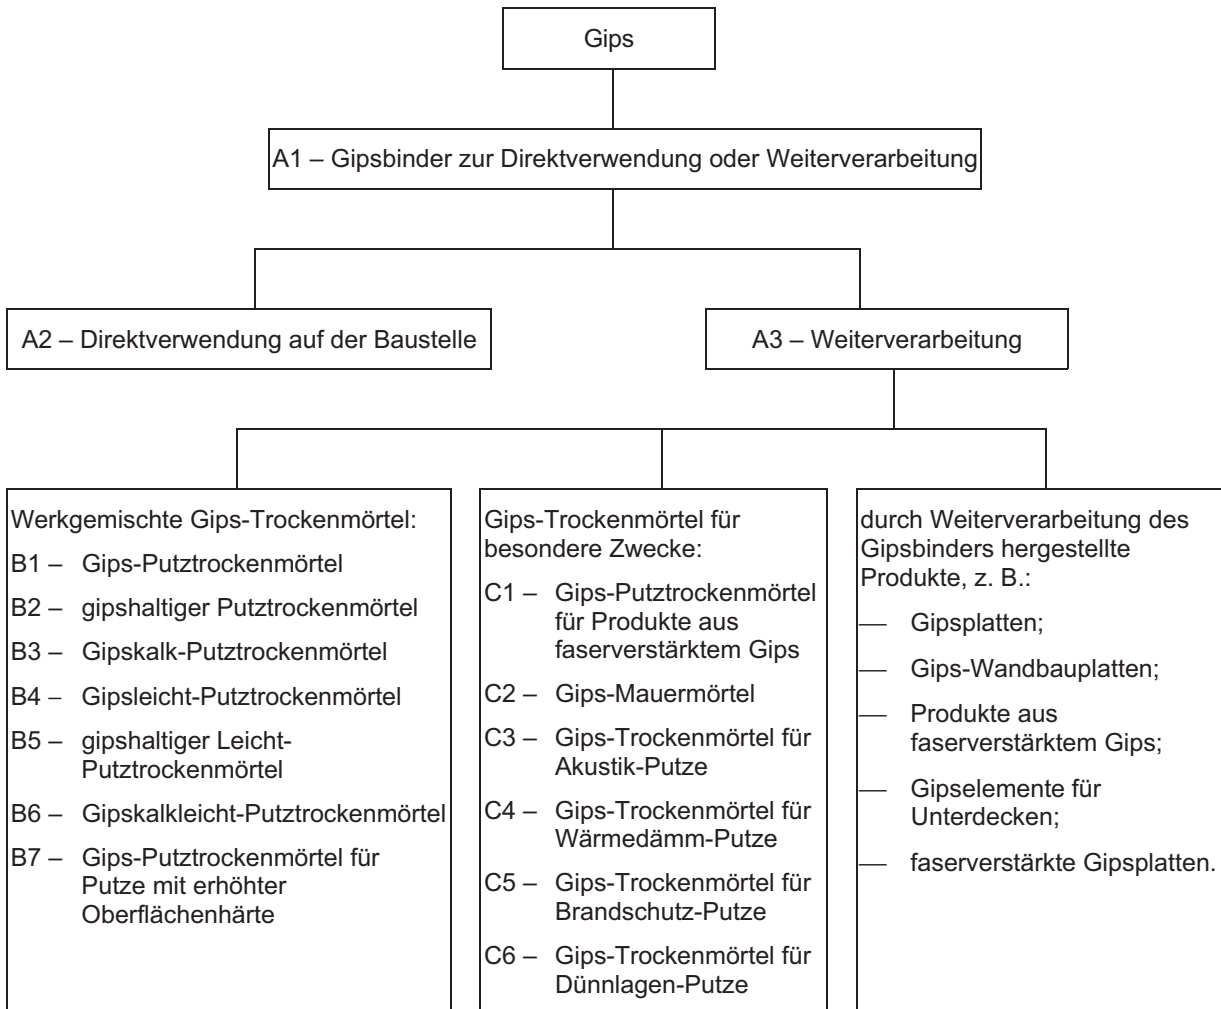 Gips
A1 – Gipsbinder zur Direktverwendung oder Weiterverarbeitung
A2 – Direktverwendung auf der Baustelle
A3 – Weiterverarbeitung
Werkgemischte Gips-Trockenmörtel:
B1 – Gips-Putztrockenmörtel
B2 – gipshaltiger Putztrockenmörtel
B3 – Gipskalk-Putztrockenmörtel
B4 – Gipsleicht-Putztrockenmörtel
B5 – gipshaltiger Leicht-
Putztrockenmörtel
B6 – Gipskalkleicht-Putztrockenmörtel
B7 – Gips-Putztrockenmörtel für
Putze mit erhöhter
Oberflächenhärte
Gips-Trockenmörtel für
besondere Zwecke:
C1 – Gips-Putztrockenmörtel
für Produkte aus
faserverstärktem Gips
C2 – Gips-Mauermörtel
C3 – Gips-Trockenmörtel für
Akustik-Putze
C4 – Gips-Trockenmörtel für
Wärmedämm-Putze
C5 – Gips-Trockenmörtel für
Brandschutz-Putze
C6 – Gips-Trockenmörtel für
Dünnlagen-Putze
durch Weiterverarbeitung des
Gipsbinders hergestellte
Produkte, z. B.:
— Gipsplatten;
— Gips-Wandbauplatten;
— Produkte aus
faserverstärktem Gips;
— Gipselemente für
Unterdecken;
— faserverstärkte Gipsplatten.